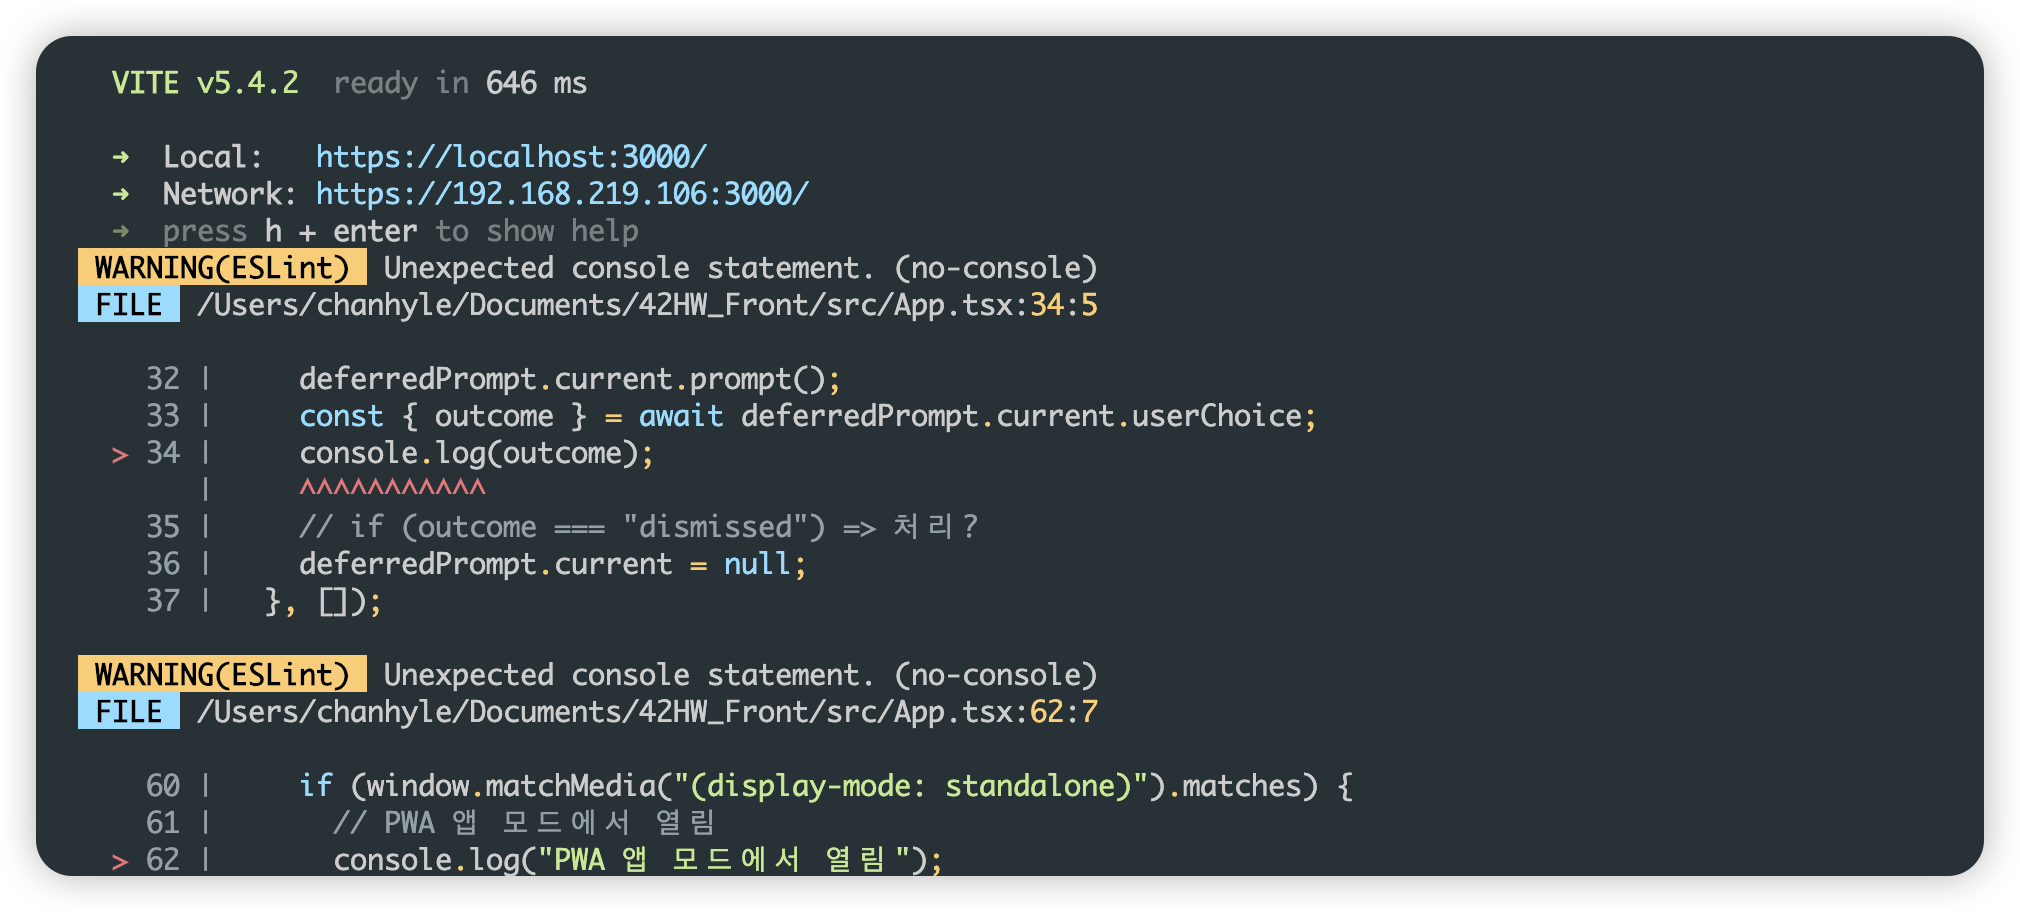 VITE v5.4.2  ready in 646 ms
➜  Local:   https://localhost:3000/
➜  Network: https://192.168.219.106:3000/
➜  press h + enter to show help
WARNING(ESLint)  Unexpected console statement. (no-console)
FILE  /Users/chanhyle/Documents/42HW_Front/src/App.tsx:34:5
32 |     deferredPrompt.current.prompt();
33 |     const { outcome } = await deferredPrompt.current.userChoice;
> 34 |     console.log(outcome);
|     ^^^^^^^^^^^
35 |     // if (outcome === "dismissed") => 처리?
36 |     deferredPrompt.current = null;
37 |   }, []);
WARNING(ESLint)  Unexpected console statement. (no-console)
FILE  /Users/chanhyle/Documents/42HW_Front/src/App.tsx:62:7
60 |     if (window.matchMedia("(display-mode: standalone)").matches) {
61 |       // PWA 앱 모드에서 열림
> 62 |       console.log("PWA 앱 모드에서 열림");